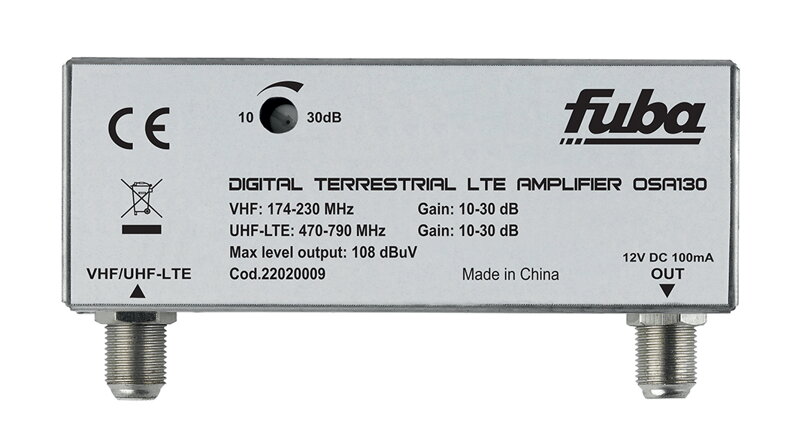 fuba
10 30dB
CE
DIGITAL TERRESTRIAL LTE AMPLIFIER OSA130
VHF: 174-230 MHz Gain: 10-30 dB
UHF-LTE: 470-790 MHz Gain: 10-30 dB
Max level output: 108 dBuV
Cod.22020009 Made in China
VHF/UHF-LTE
12V DC 100mA
OUT